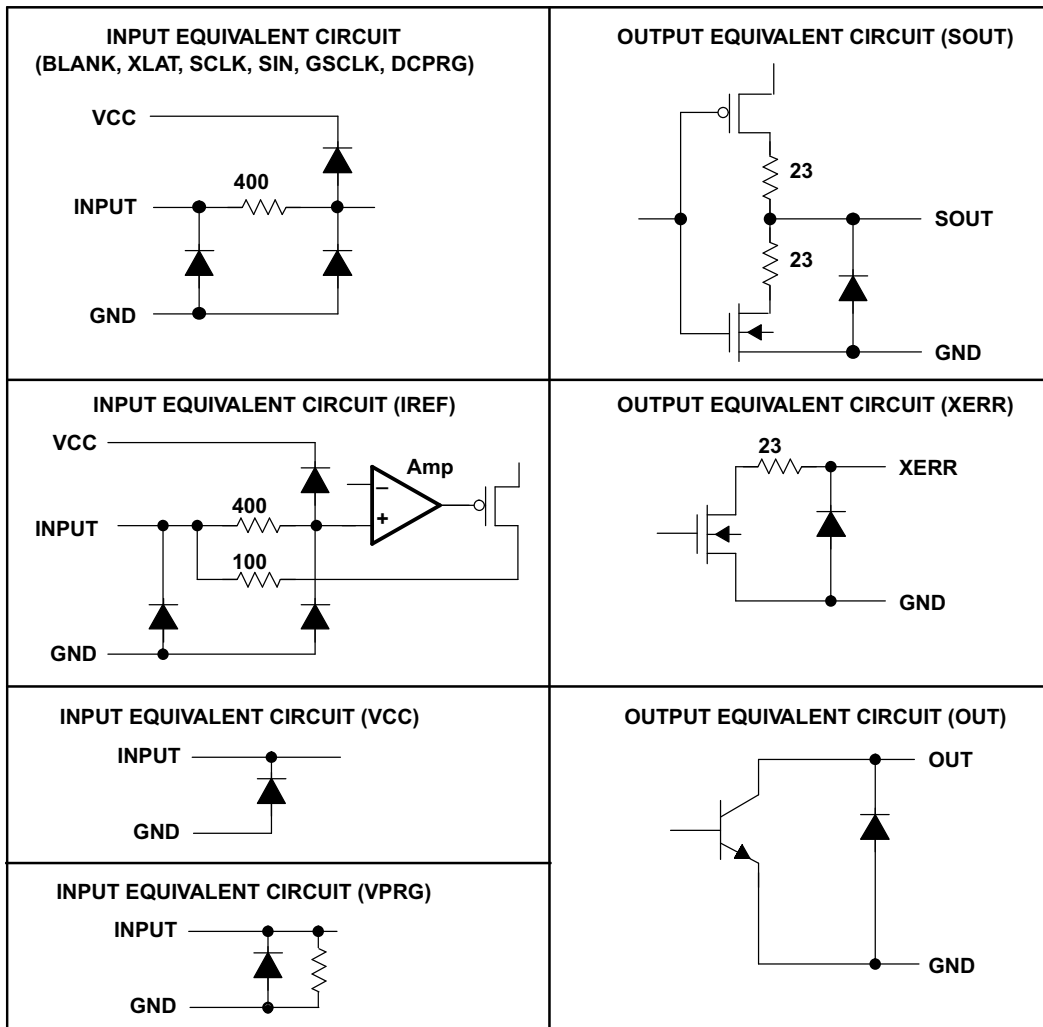 INPUT EQUIVALENT CIRCUIT
(BLANK, XLAT, SCLK, SIN, GSCLK, DCPRG)
VCC
400
INPUT
GND
OUTPUT EQUIVALENT CIRCUIT (SOUT)
23
SOUT
23
GND
INPUT EQUIVALENT CIRCUIT (IREF)
VCC
Amp
400
−
INPUT
+
100
GND
OUTPUT EQUIVALENT CIRCUIT (XERR)
23
XERR
GND
INPUT EQUIVALENT CIRCUIT (VCC)
INPUT
GND
OUTPUT EQUIVALENT CIRCUIT (OUT)
OUT
GND
INPUT EQUIVALENT CIRCUIT (VPRG)
INPUT
GND